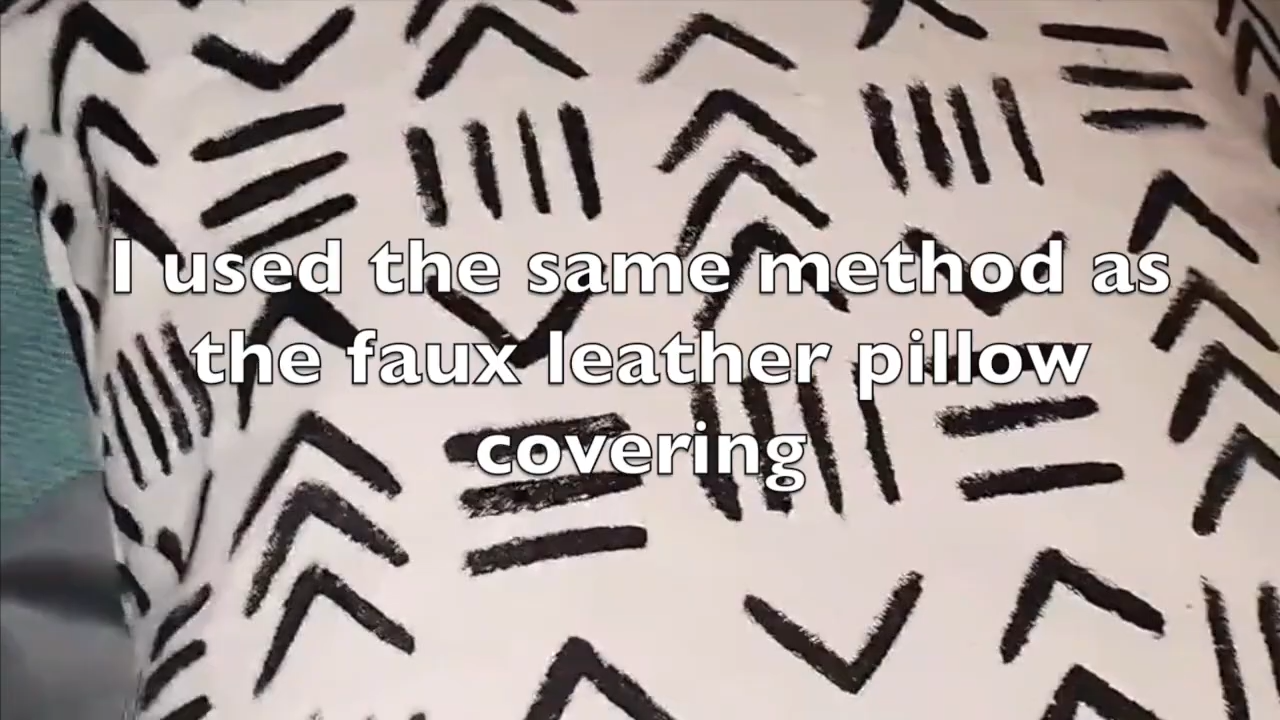 I used the same method as
the faux leather pillow
covering